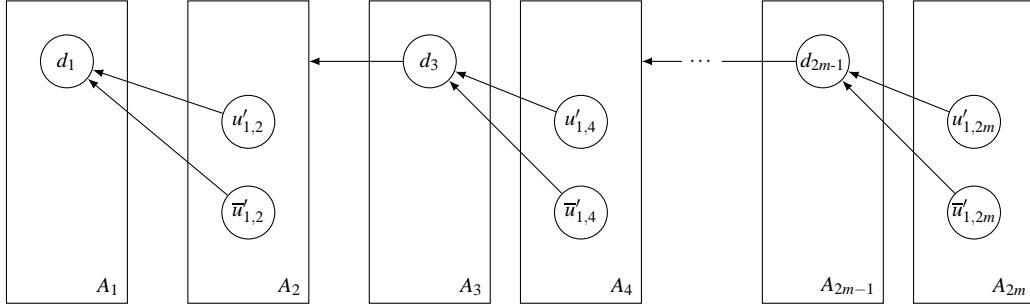 d₁ d₃ ··· d₂ₘ₋₁
u′₁,₂ u′₁,₄ u′₁,₂ₘ
u̅′₁,₂ u̅′₁,₄ u̅′₁,₂ₘ
A₁ A₂ A₃ A₄ A₂ₘ₋₁ A₂ₘ